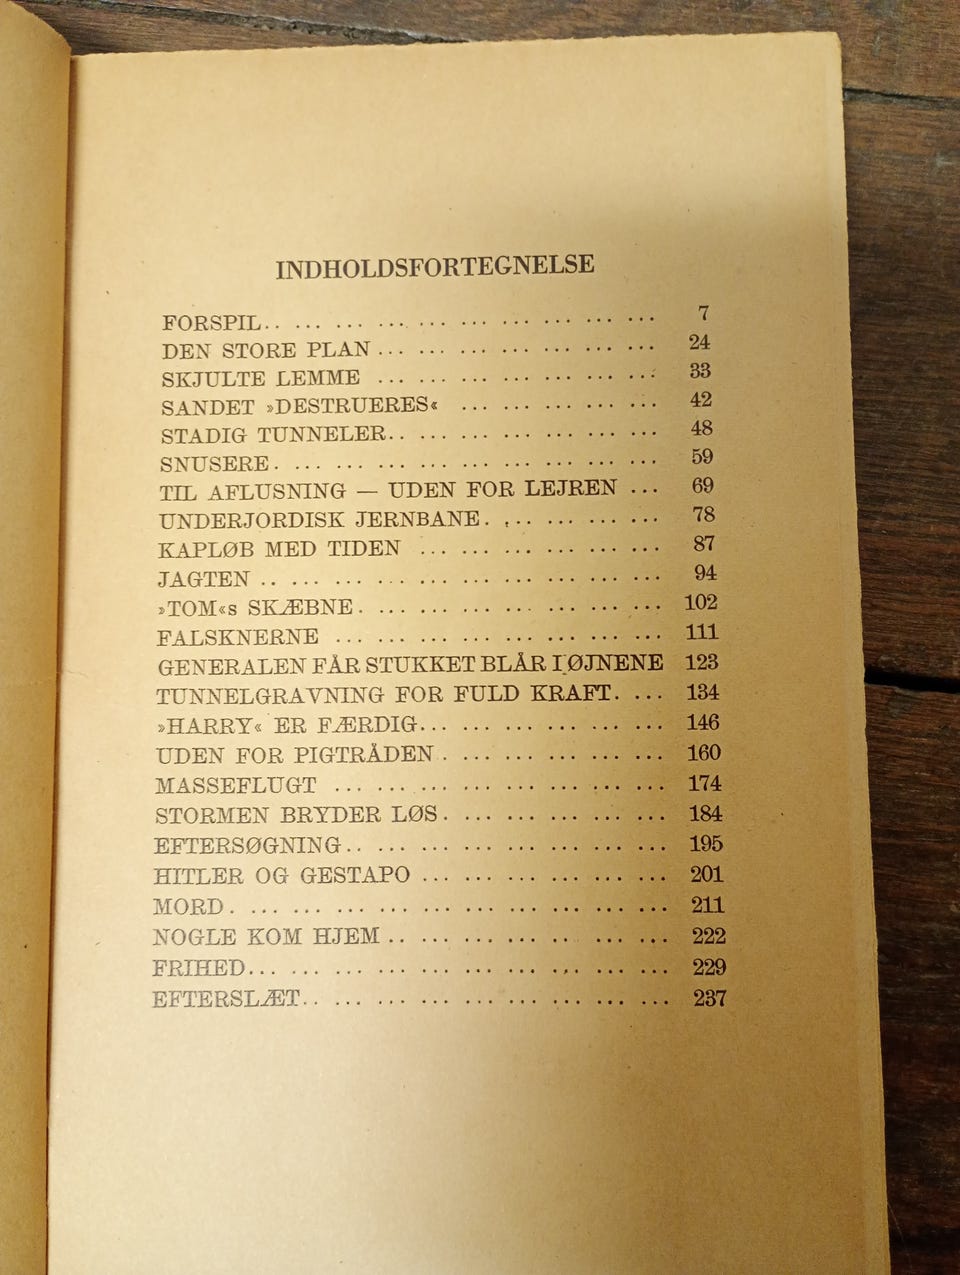 INDHOLDSFORTEGNELSE
FORSPIL.. ... ... ... ... ... ... ... ... ... 7
DEN STORE PLAN ... ... ... ... ... ... ... 24
SKJULTE LEMME ... ... ... ... ... ... ... 33
SANDET »DESTRUERES« ... ... ... ... ... 42
STADIG TUNNELER.. ... ... ... ... ... ... 48
SNUSERE. ... ... ... ... ... ... ... ... ... 59
TIL AFLUSNING — UDEN FOR LEJREN ... 69
UNDERJORDISK JERNBANE. ... ... ... ... 78
KAPLØB MED TIDEN ... ... ... ... ... ... 87
JAGTEN .. ... ... ... ... ... ... ... ... ... 94
»TOM«s SKÆBNE. ... ... ... ... ... ... ... 102
FALSKNERNE ... ... ... ... ... ... ... ... 111
GENERALEN FÅR STUKKET BLÅR I ØJNENE 123
TUNNELGRAVNING FOR FULD KRAFT. ... 134
»HARRY« ER FÆRDIG... ... ... ... ... ... 146
UDEN FOR PIGTRÅDEN . ... ... ... ... ... 160
MASSEFLUGT ... ... ... ... ... ... ... ... 174
STORMEN BRYDER LØS. ... ... ... ... ... 184
EFTERSØGNING.. ... ... ... ... ... ... ... 195
HITLER OG GESTAPO ... ... ... ... ... ... 201
MORD. ... ... ... ... ... ... ... ... ... ... 211
NOGLE KOM HJEM .. ... ... ... ... ... ... 222
FRIHED... ... ... ... ... ... ... ... ... ... 229
EFTERSLÆT.. ... ... ... ... ... ... ... ... 237